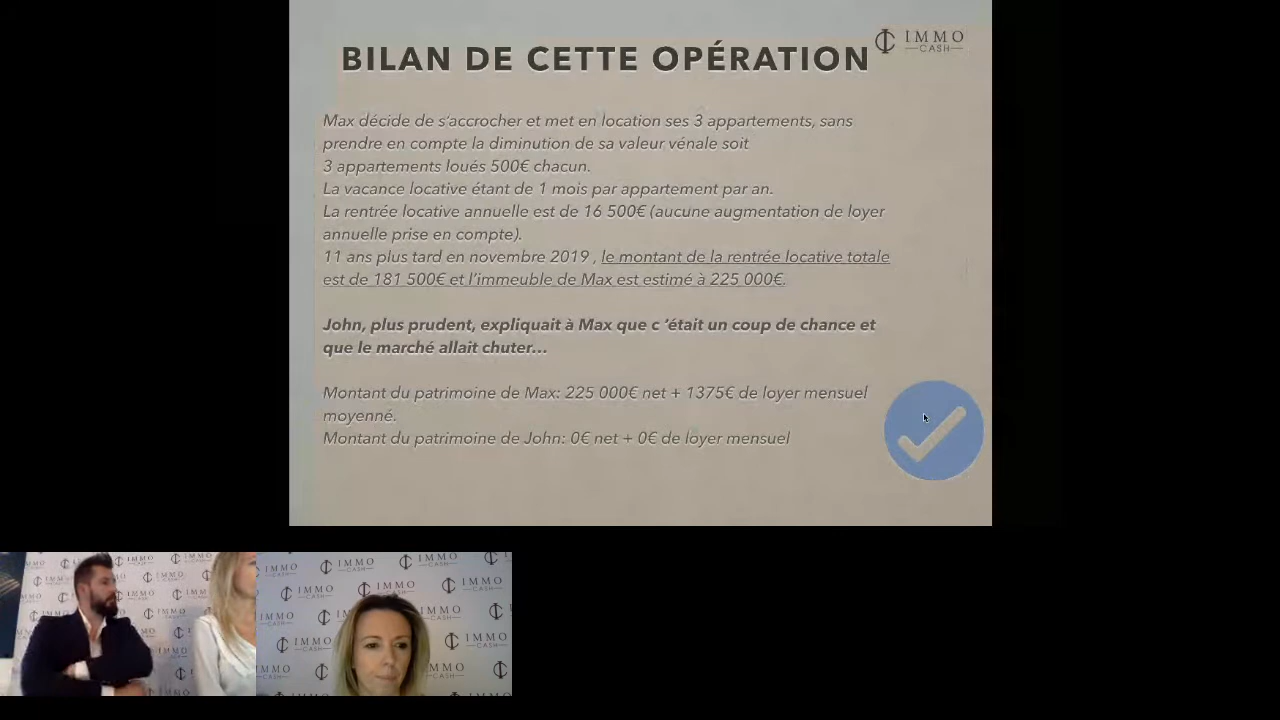 BILAN DE CETTE OPÉRATION
IMMO
CASH
Max décide de s'accrocher et met en location ses 3 appartements, sans
prendre en compte la diminution de sa valeur vénale soit
3 appartements loués 500€ chacun.
La vacance locative étant de 1 mois par appartement par an.
La rentrée locative annuelle est de 16 500€ (aucune augmentation de loyer
annuelle prise en compte).
11 ans plus tard en novembre 2019 , le montant de la rentrée locative totale
est de 181 500€ et l'immeuble de Max est estimé à 225 000€.
John, plus prudent, expliquait à Max que c 'était un coup de chance et
que le marché allait chuter...
Montant du patrimoine de Max: 225 000€ net + 1375€ de loyer mensuel
moyenné.
Montant du patrimoine de John: 0€ net + 0€ de loyer mensuel
IMMO
CASH